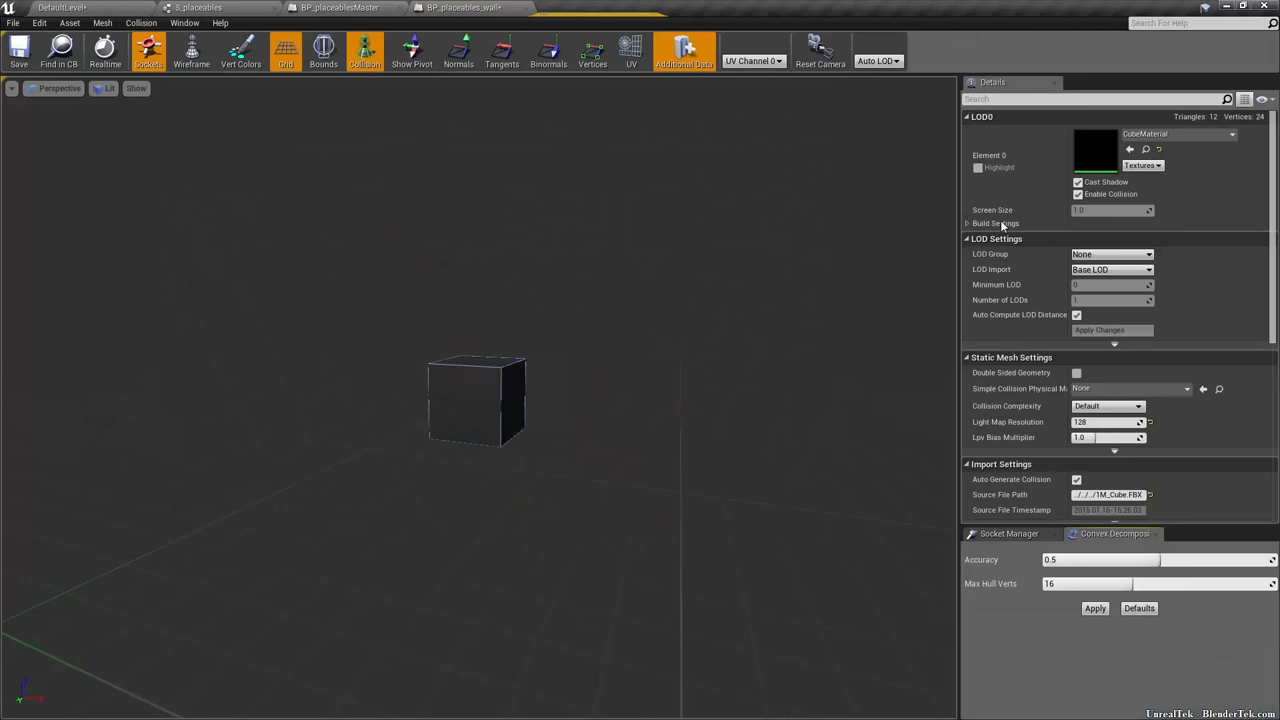 DefaultLevel*
S_placeables
BP_placeablesMaster
BP_placeables_wall*
File Edit Asset Mesh Collision Window Help
Search For Help
Save Find in CB Realtime Sockets Wireframe Vert Colors Grid Bounds Collision Show Pivot Normals Tangents Binormals Vertices UV Additional Data UV Channel 0 Reset Camera Auto LOD
Perspective Lit Show
Details
Search
LOD0 Triangles: 12 Vertices: 24
CubeMaterial
Element 0
Highlight
Textures
Cast Shadow
Enable Collision
Screen Size 1.0
Build Settings
LOD Settings
LOD Group None
LOD Import Base LOD
Minimum LOD 0
Number of LODs 1
Auto Compute LOD Distance
Apply Changes
Static Mesh Settings
Double Sided Geometry
Simple Collision Physical M None
Collision Complexity Default
Light Map Resolution 128
Lpv Bias Multiplier 1.0
Import Settings
Auto Generate Collision
Source File Path ../../../1M_Cube.FBX
Source File Timestamp 2015.01.16-16.26.03
Socket Manager Convex Decompos
Accuracy 0.5
Max Hull Verts 16
Apply Defaults
UnrealTek - BlenderTek.com